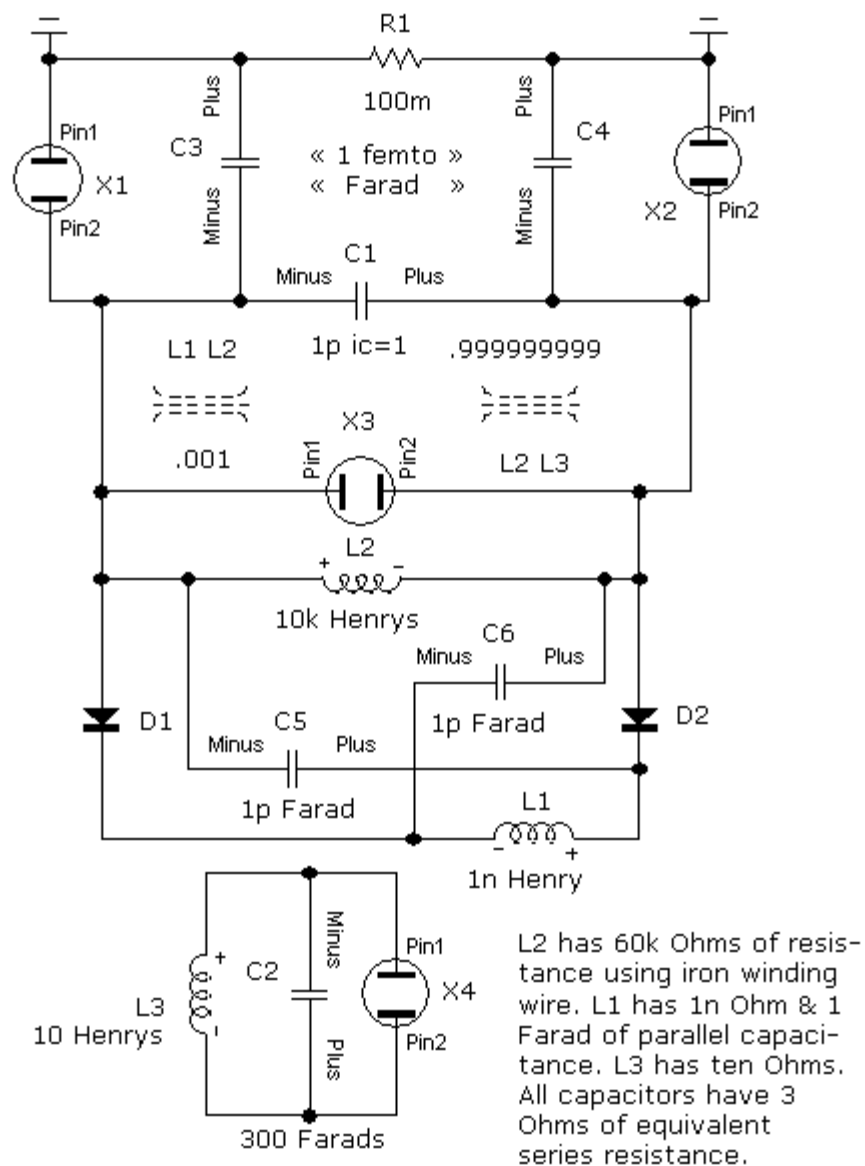 R1
100m
Plus
Plus
Pin1
Pin1
C3
C4
« 1 femto »
« Farad »
X1
X2
Minus
Minus
Pin2
Pin2
C1
Minus
Plus
1p ic=1
L1 L2
.999999999
X3
Pin1
Pin2
.001
L2 L3
L2
+
-
10k Henrys
C6
Minus
Plus
D1
D2
C5
1p Farad
Minus
Plus
1p Farad
L1
-
+
1n Henry
Minus
Pin1
+
C2
X4
L3
10 Henrys
-
Pin2
Plus
300 Farads
L2 has 60k Ohms of resis-
tance using iron winding
wire. L1 has 1n Ohm & 1
Farad of parallel capaci-
tance. L3 has ten Ohms.
All capacitors have 3
Ohms of equivalent
series resistance.